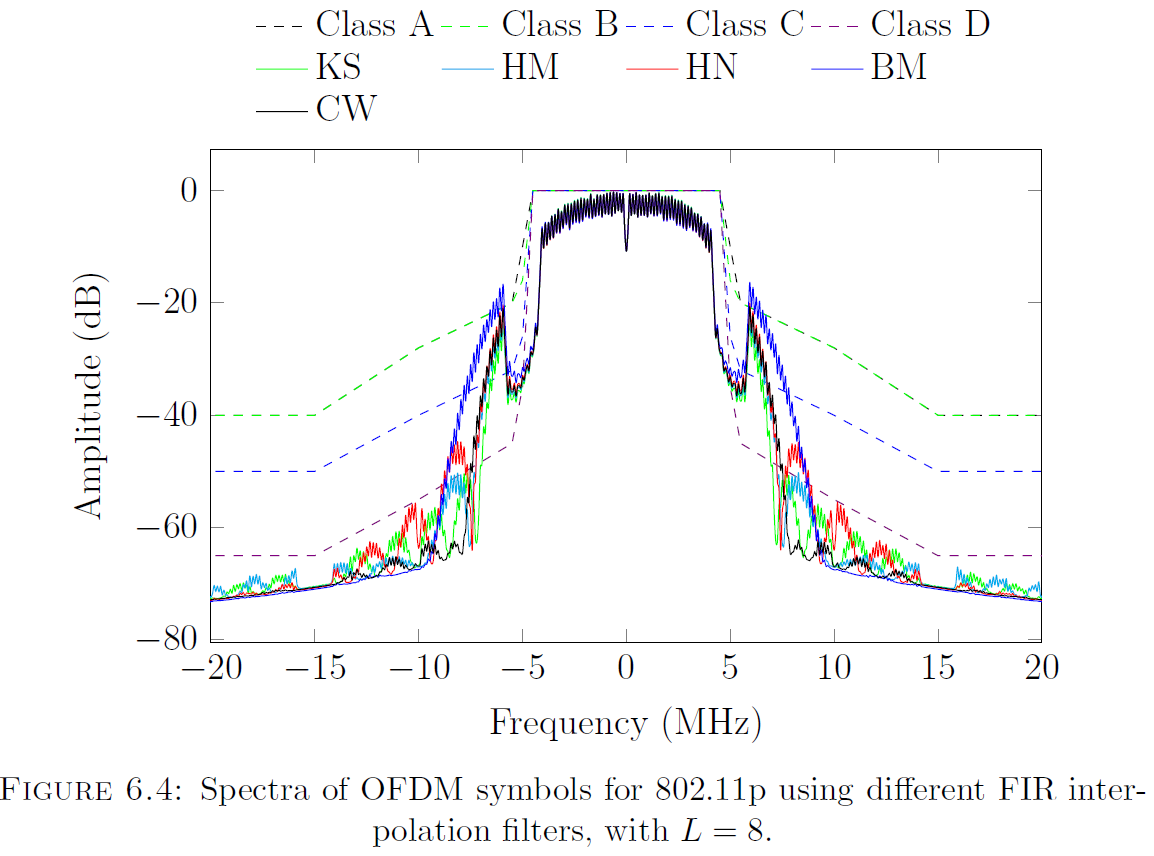 Class A Class B Class C Class D
KS HM HN BM
CW
0
−20
−40
−60
−80
−20 −15 −10 −5 0 5 10 15 20
Amplitude (dB)
Frequency (MHz)
FIGURE 6.4: Spectra of OFDM symbols for 802.11p using different FIR inter-
polation filters, with L = 8.